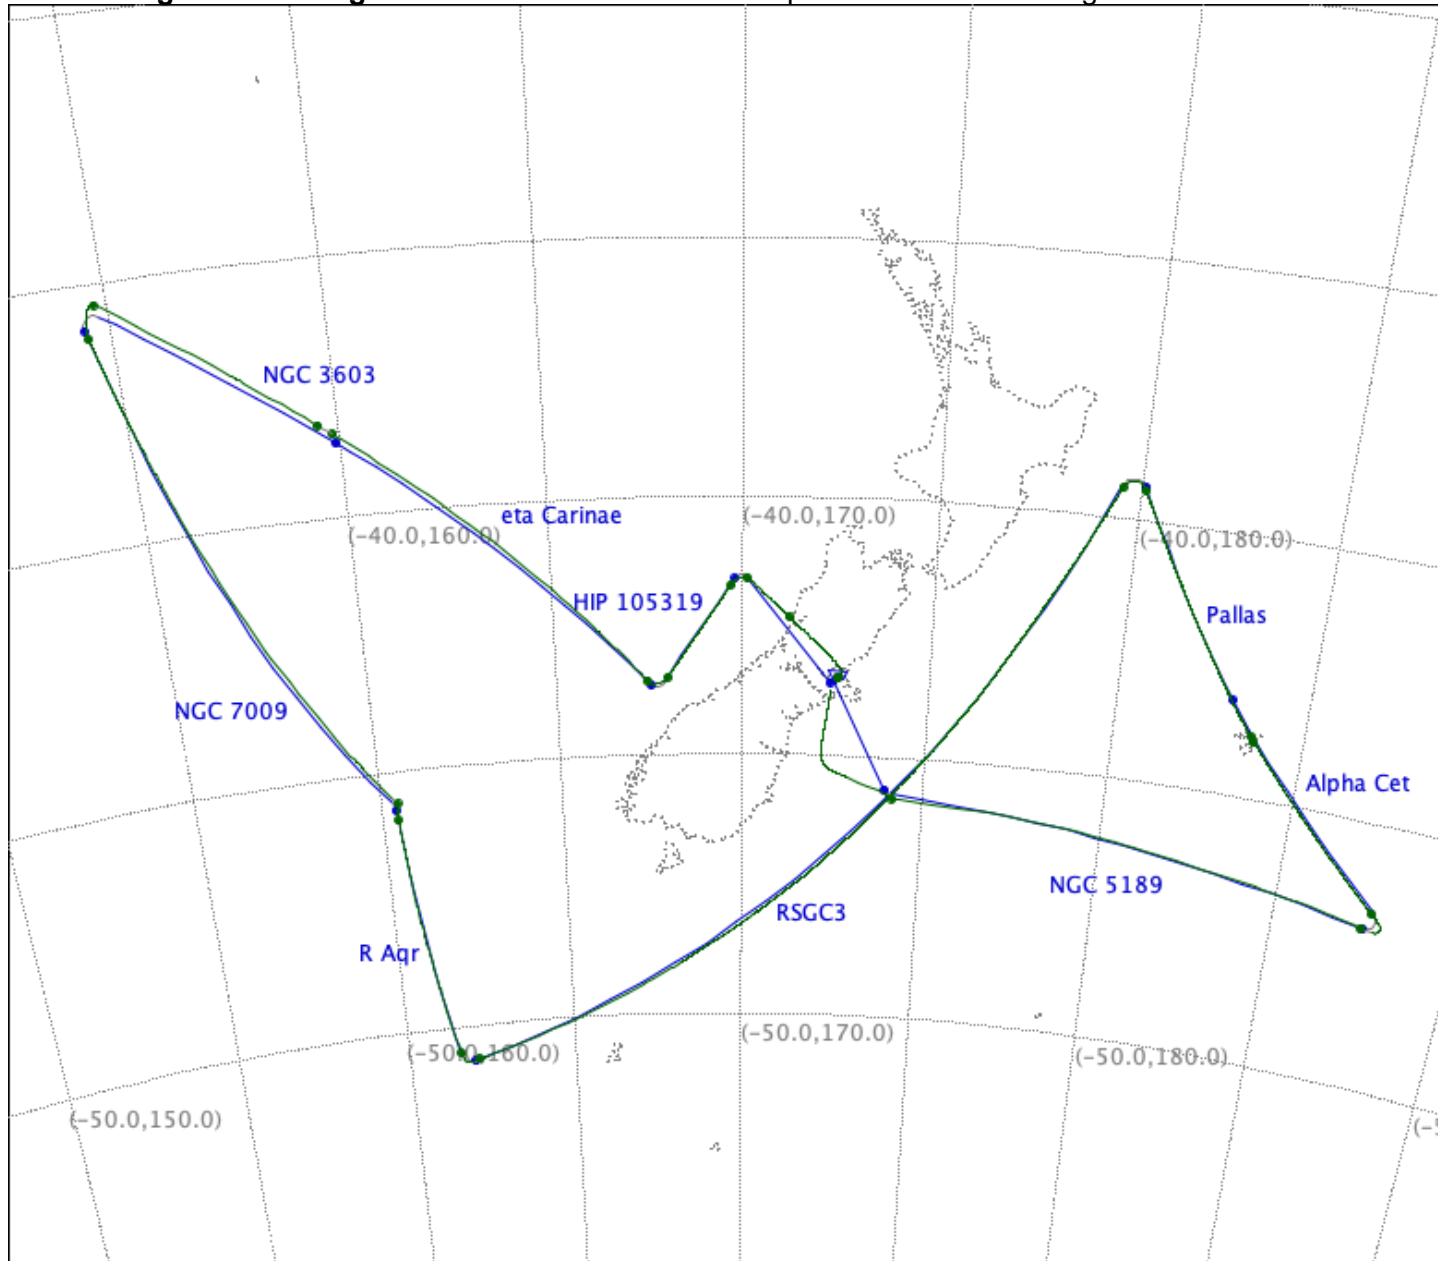 NGC 3603
eta Carinae
(-40.0,170.0)
(-40.0,160.0)
(-40.0,180.0)
HIP 105319
Pallas
NGC 7009
Alpha Cet
NGC 5189
RSGC3
R Aqr
(-50.0,170.0)
(-50.0,160.0)
(-50.0,180.0)
(-50.0,150.0)